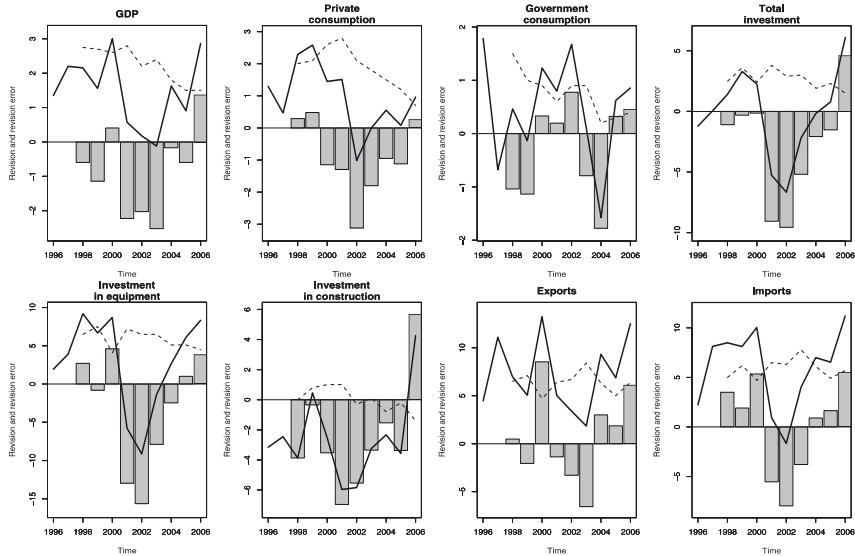 GDP
Revision and revision error
3
2
1
0
−1
−2
1996 1998 2000 2002 2004 2006
Time
Private
consumption
Revision and revision error
3
2
1
0
−1
−2
−3
1996 1998 2000 2002 2004 2006
Time
Government
consumption
Revision and revision error
2
1
0
−1
−2
1996 1998 2000 2002 2004 2006
Time
Total
investment
Revision and revision error
5
0
−5
−10
1996 1998 2000 2002 2004 2006
Time
Investment
in equipment
Revision and revision error
10
5
0
−5
−10
−15
1996 1998 2000 2002 2004 2006
Time
Investment
in construction
Revision and revision error
6
4
2
0
−2
−4
−6
1996 1998 2000 2002 2004 2006
Time
Exports
Revision and revision error
10
5
0
−5
1996 1998 2000 2002 2004 2006
Time
Imports
Revision and revision error
10
5
0
−5
1996 1998 2000 2002 2004 2006
Time